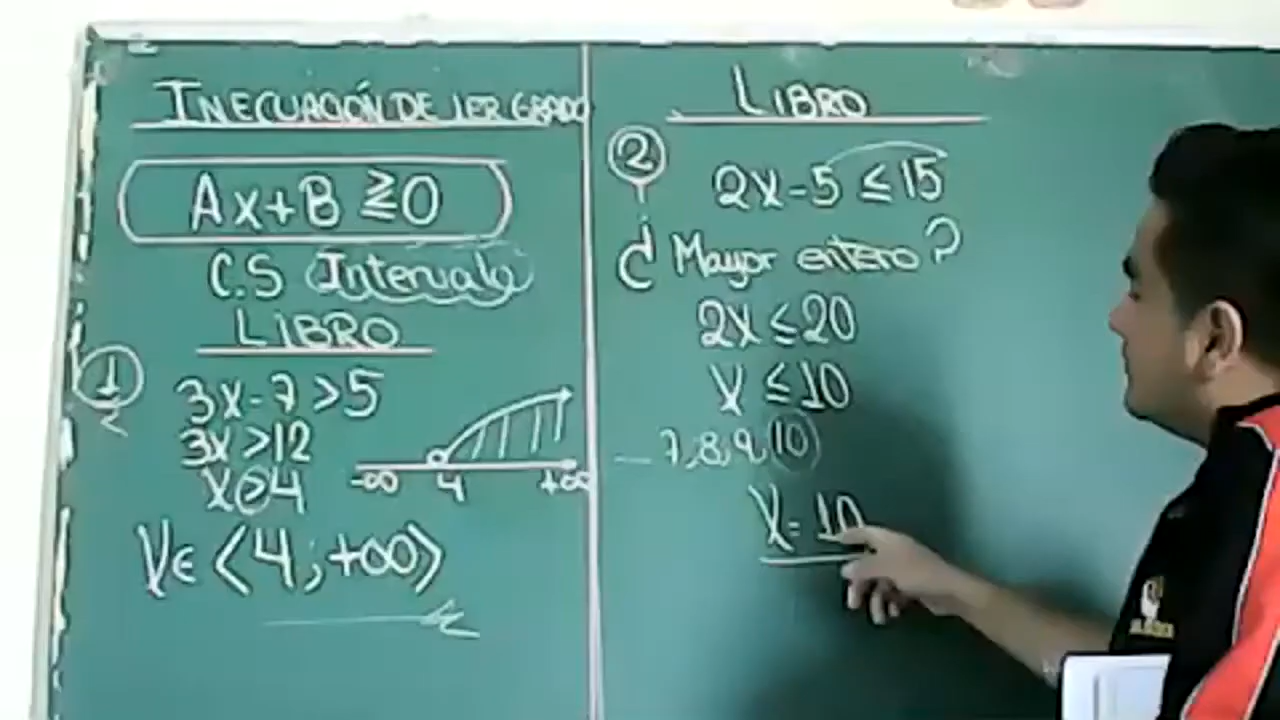 INECUACIÓN DE 1ER GRADO
Ax+B ≷0
C.S Intervalo
LIBRO
1
3x-7>5
3x>12
x>4
-∞ 4 +∞
x∈ <4;+∞>
LIBRO
2
2x-5≤15
¿Mayor entero?
2x≤20
x≤10
7,8,9,10
x=10